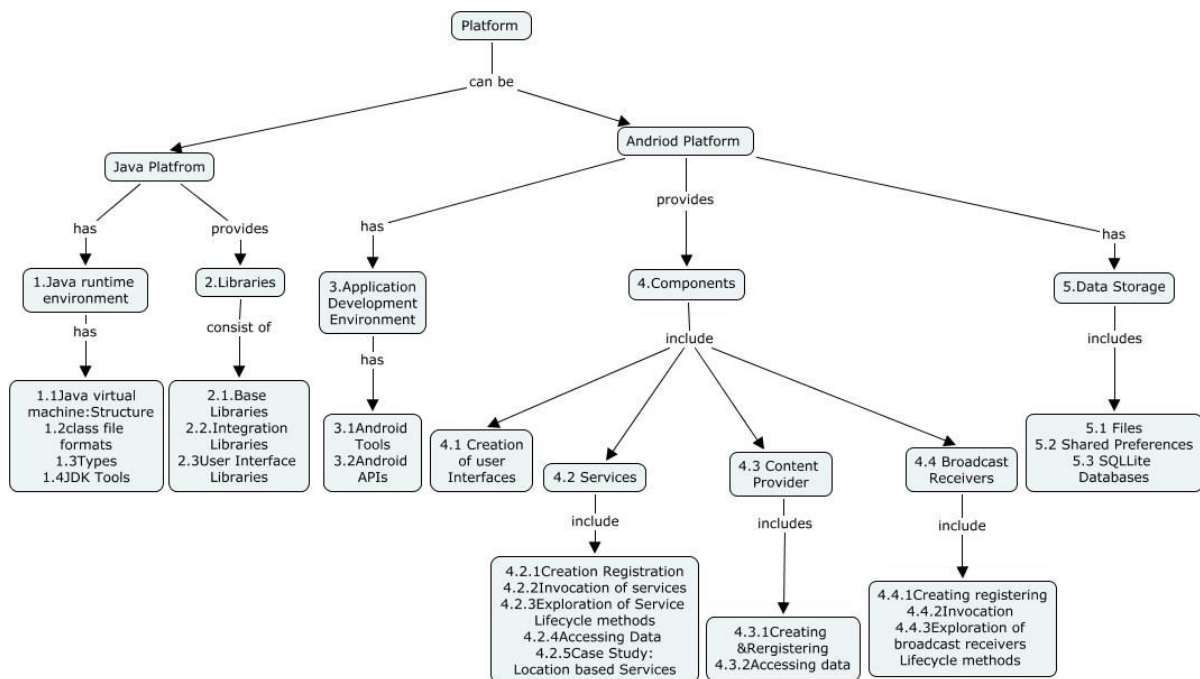 Platform
can be
Java Platfrom
Andriod Platform
has
provides
has
provides
has
1.Java runtime
environment
2.Libraries
3.Application
Development
Environment
4.Components
5.Data Storage
has
consist of
has
include
includes
1.1Java virtual
machine:Structure
1.2class file
formats
1.3Types
1.4JDK Tools
2.1.Base
Libraries
2.2.Integration
Libraries
2.3User Interface
Libraries
3.1Android
Tools
3.2Android
APIs
4.1 Creation
of user
Interfaces
4.2 Services
4.3 Content
Provider
4.4 Broadcast
Receivers
5.1 Files
5.2 Shared Preferences
5.3 SQLLite
Databases
include
includes
include
4.2.1Creation Registration
4.2.2Invocation of services
4.2.3Exploration of Service
Lifecycle methods
4.2.4Accessing Data
4.2.5Case Study:
Location based Services
4.3.1Creating
&Rergistering
4.3.2Accessing data
4.4.1Creating registering
4.4.2Invocation
4.4.3Exploration of
broadcast receivers
Lifecycle methods